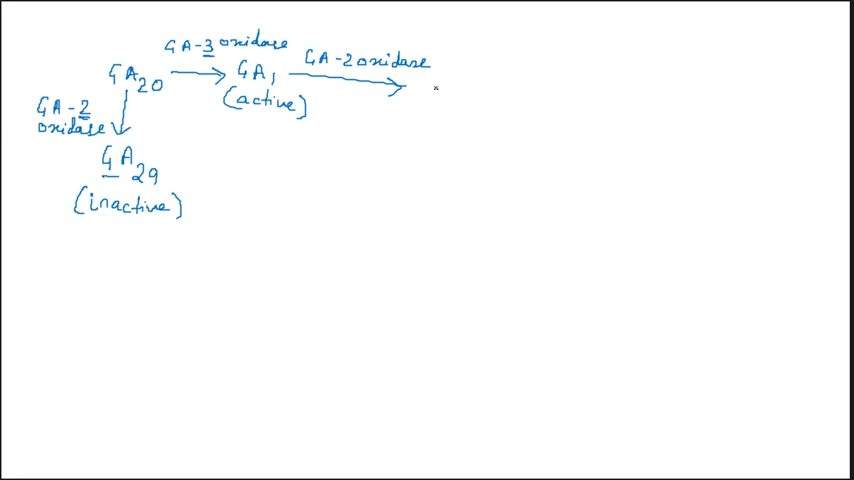 GA-3 oxidase
GA-2 oxidase
GA20
GA1
(active)
GA-2
oxidase
GA29
(inactive)